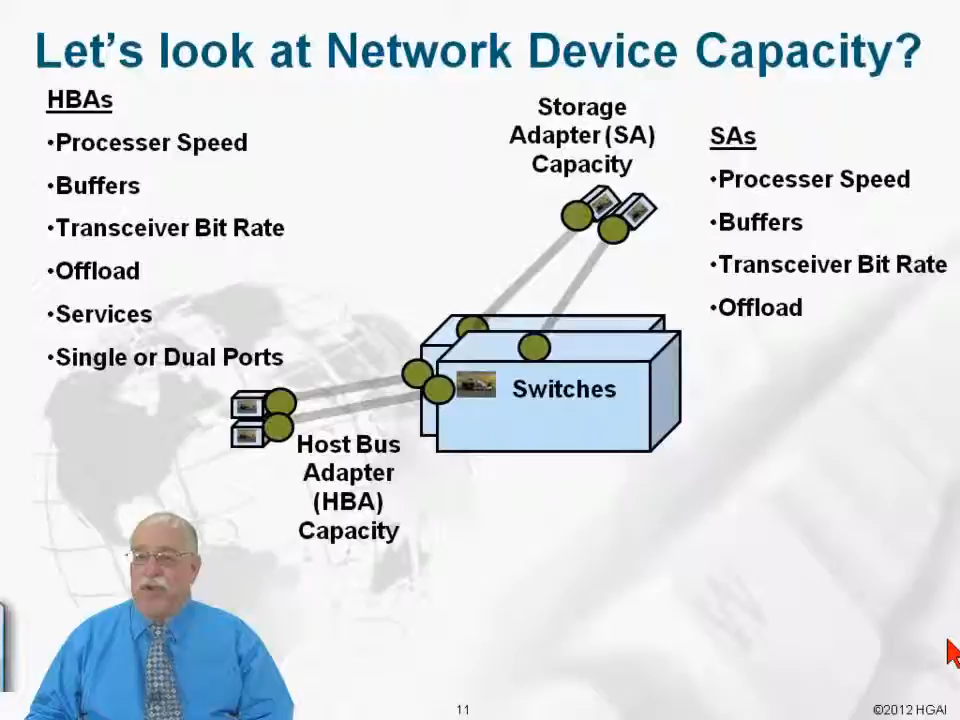 Let's look at Network Device Capacity?
HBAs
•Processer Speed
•Buffers
•Transceiver Bit Rate
•Offload
•Services
•Single or Dual Ports
Storage
Adapter (SA)
Capacity
SAs
•Processer Speed
•Buffers
•Transceiver Bit Rate
•Offload
Switches
Host Bus
Adapter
(HBA)
Capacity
11
©2012 HGAI